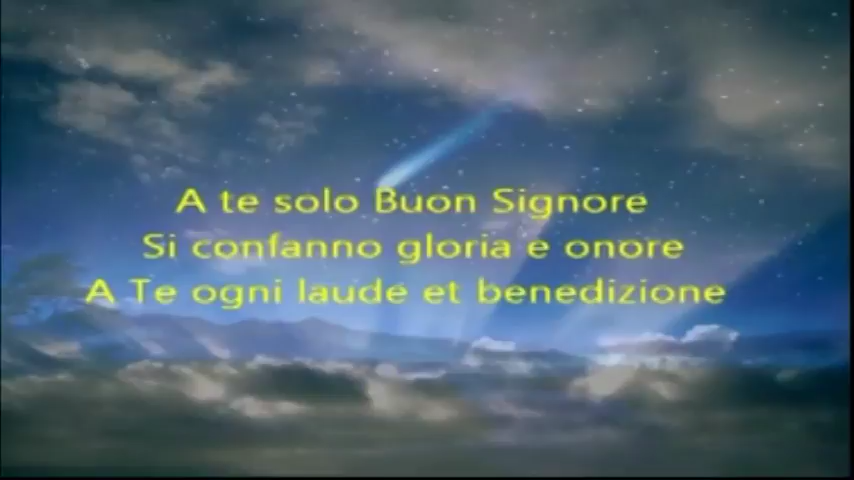 A te solo Buon Signore
Si confanno gloria e onore
A Te ogni laude et benedizione